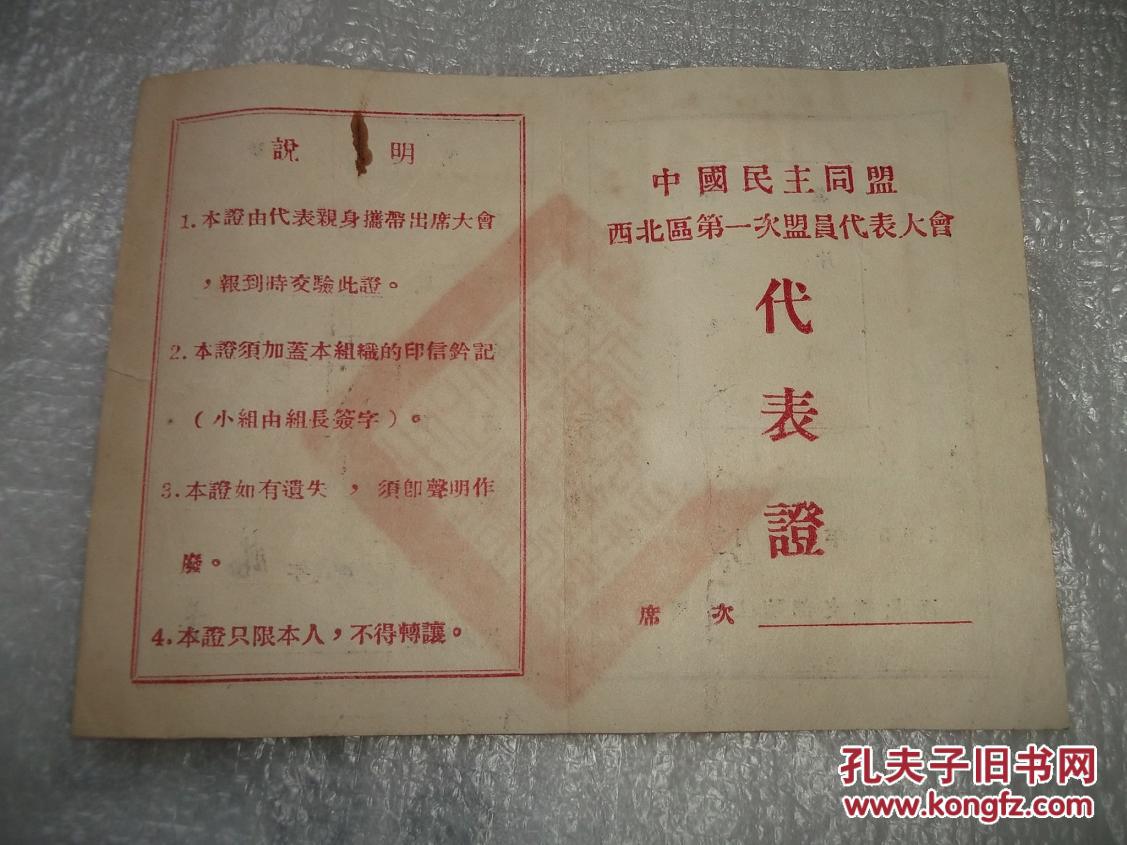 說 明
1. 本證由代表親身攜帶出席大會
，報到時交驗此證。
2. 本證須加蓋本組織的印信鈐記
（小組由組長簽字）。
3. 本證如有遺失 ， 須卽聲明作
廢。
4. 本證只限本人，不得轉讓。
中國民主同盟
西北區第一次盟員代表大會
代
表
證
席 次
孔夫子旧书网
www.kongfz.com